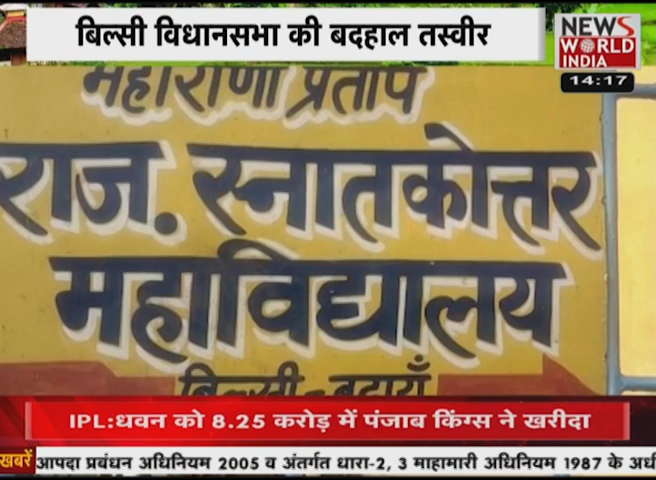 बिल्सी विधानसभा की बदहाल तस्वीर
NEWS
WORLD
INDIA
14:17
महाराणा प्रताप
राज. स्नातकोत्तर
महाविद्यालय
बिल्सी - बदायूँ
IPL:धवन को 8.25 करोड़ में पंजाब किंग्स ने खरीदा
खबरें आपदा प्रबंधन अधिनियम 2005 व अंतर्गत धारा-2, 3 माहामारी अधिनियम 1987 के